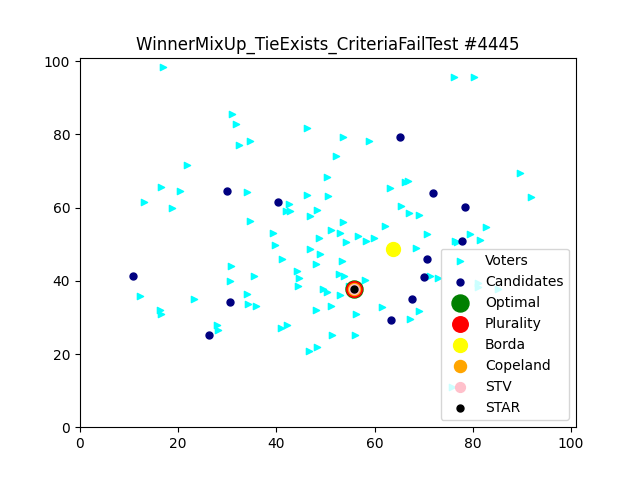 WinnerMixUp_TieExists_CriteriaFailTest #4445
100
80
60
40
20
0
0 20 40 60 80 100
Voters
Candidates
Optimal
Plurality
Borda
Copeland
STV
STAR